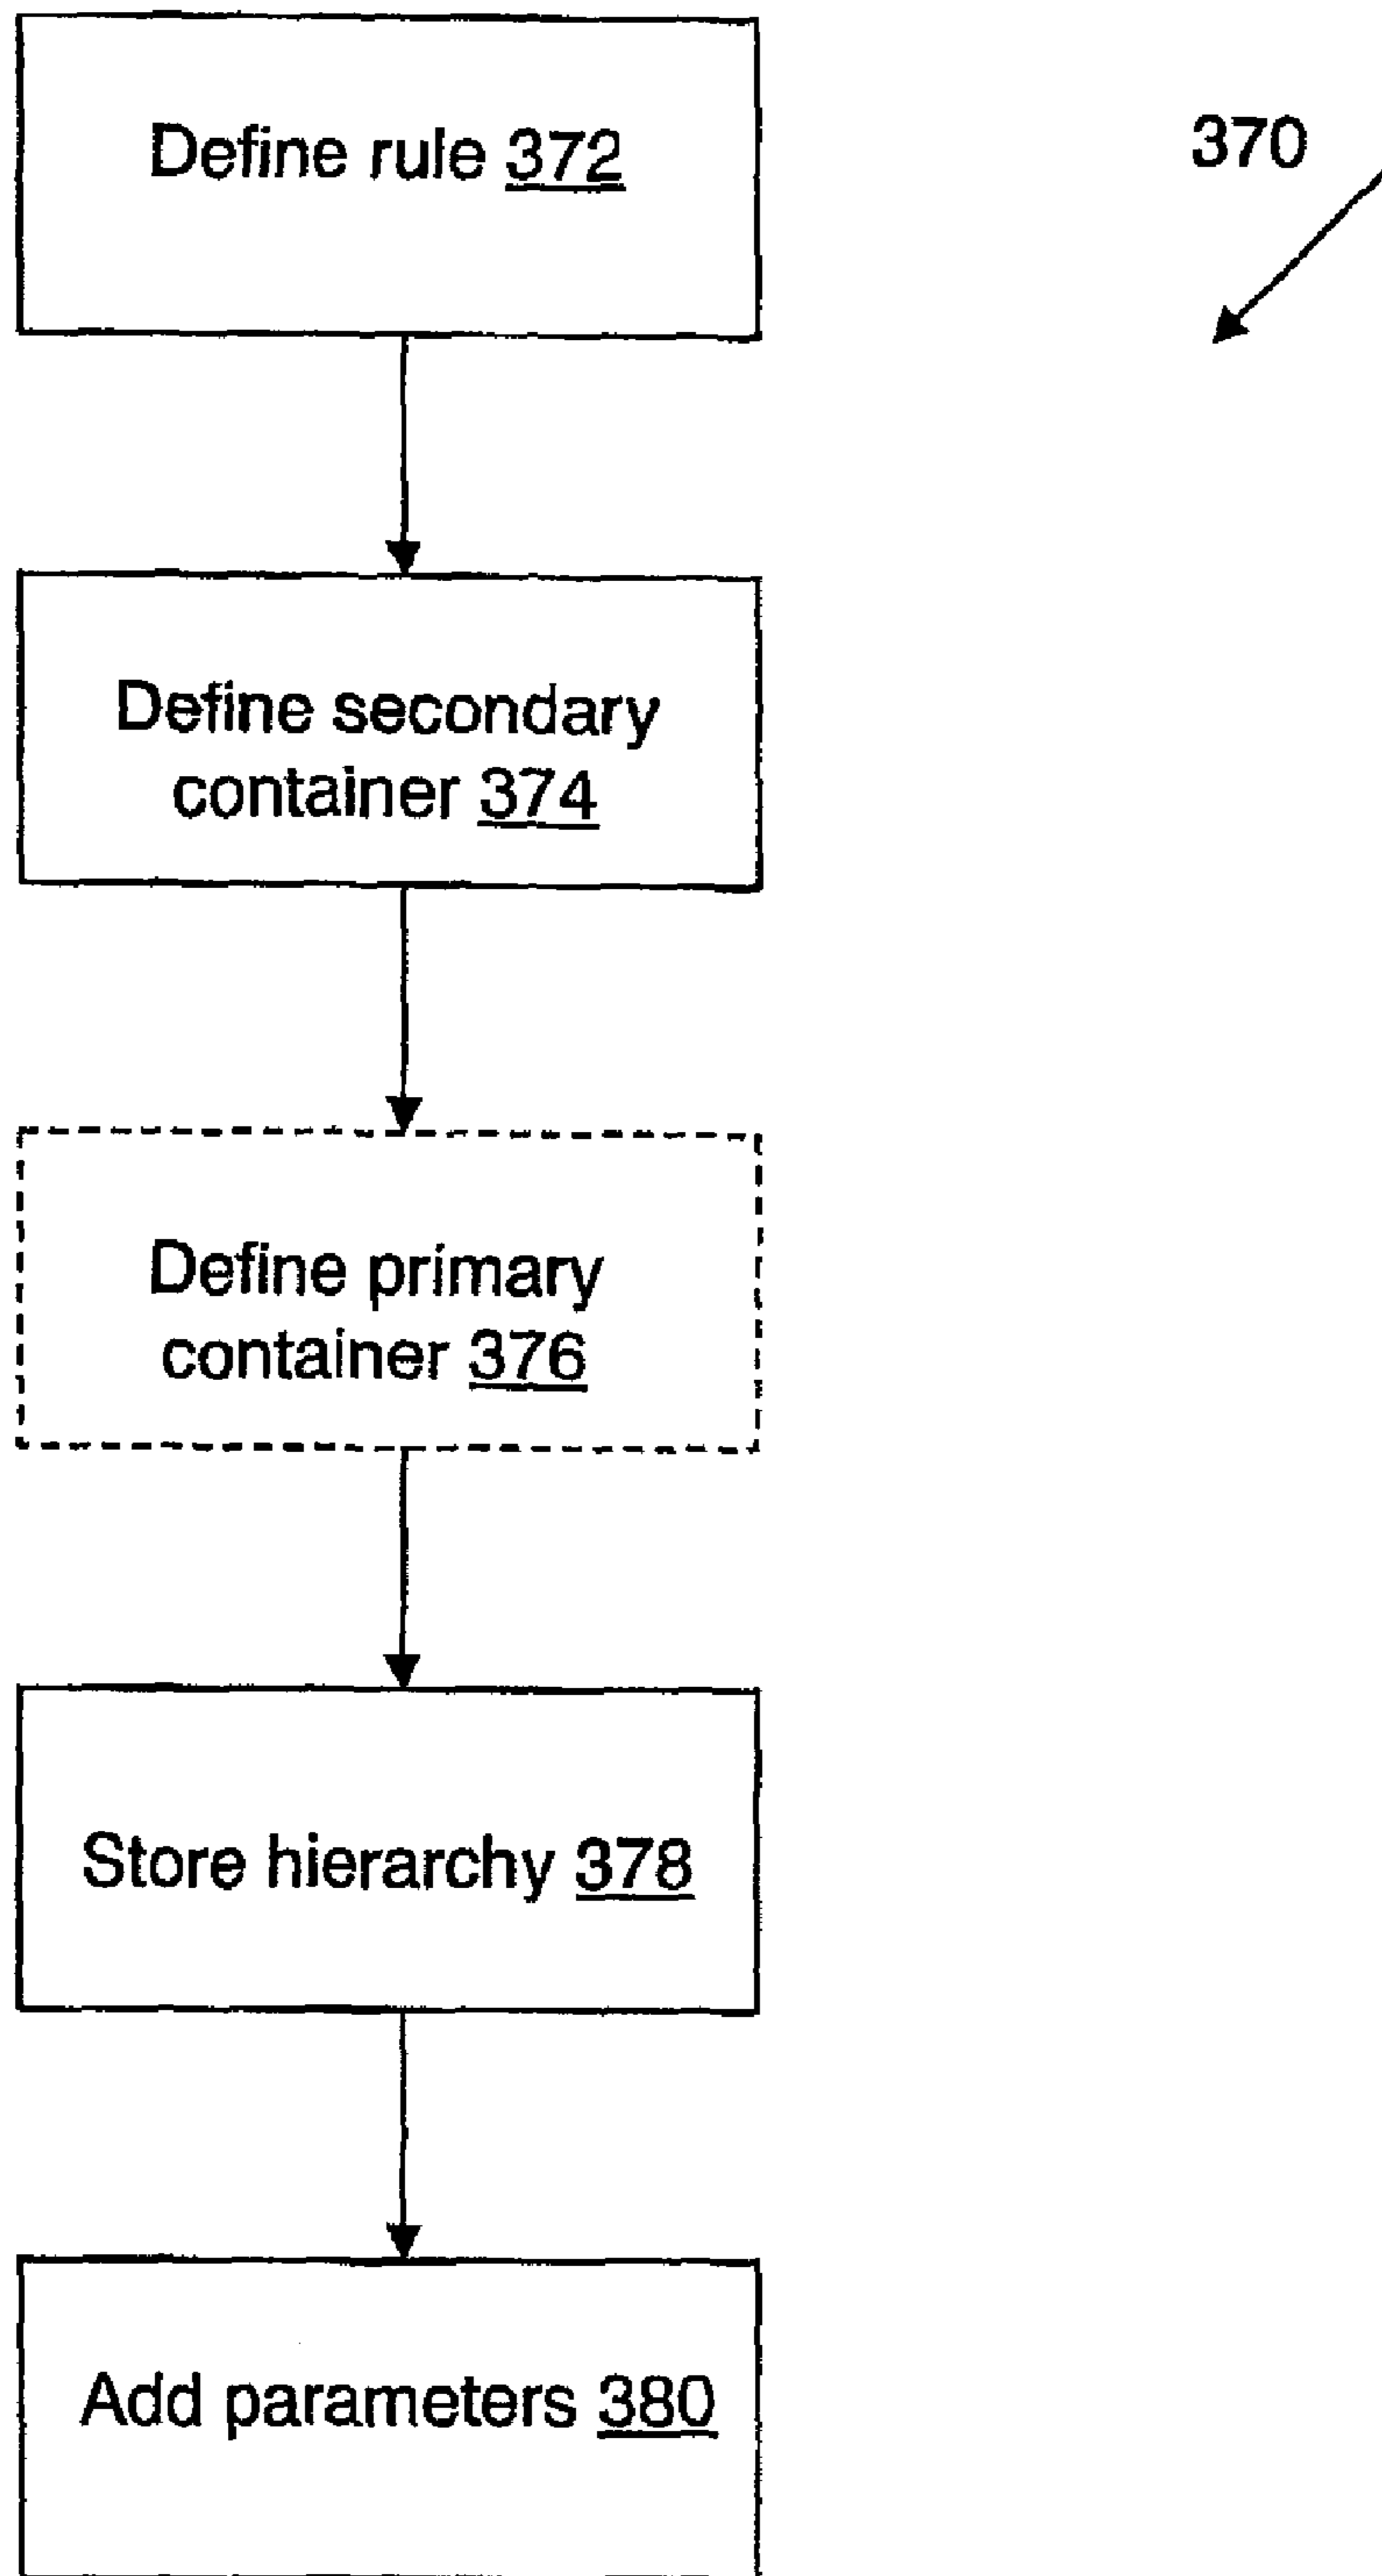 Define rule 372
370
Define secondary
container 374
Define primary
container 376
Store hierarchy 378
Add parameters 380